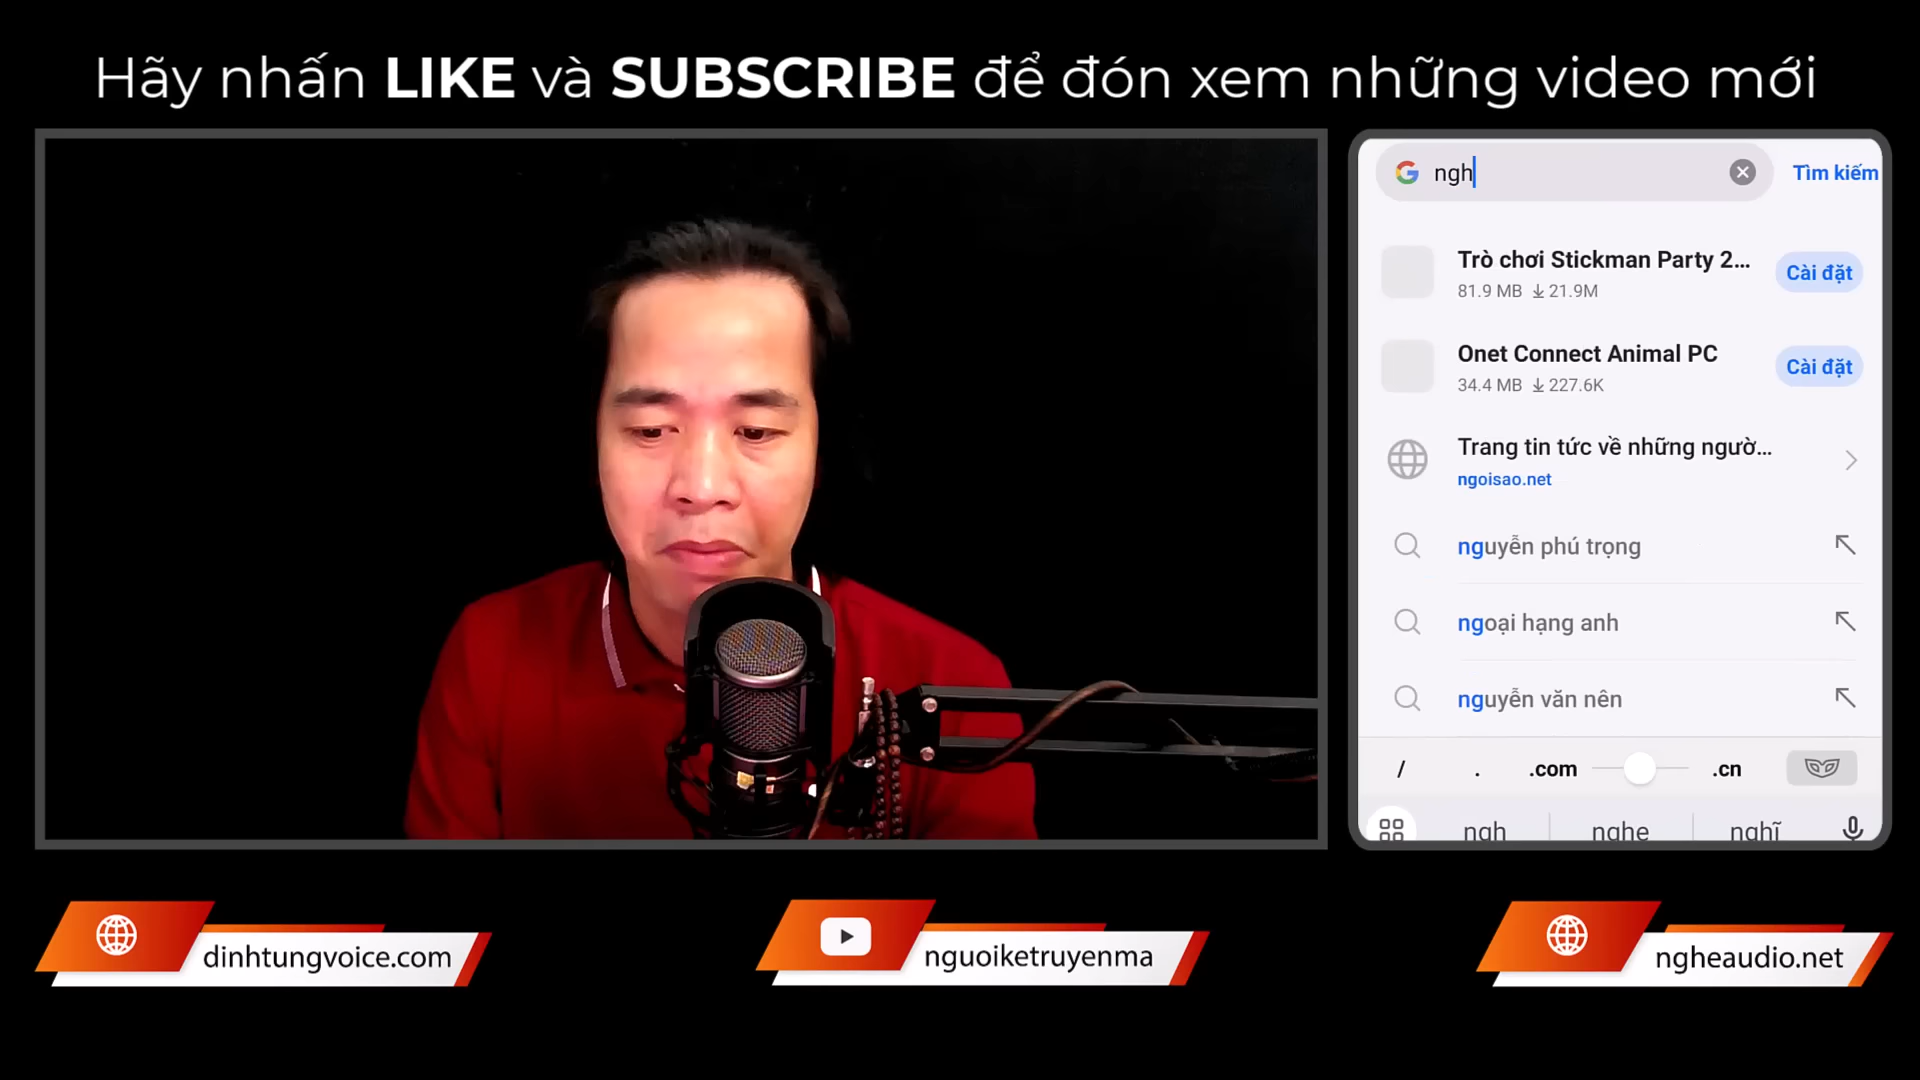 Hãy nhấn LIKE và SUBSCRIBE để đón xem những video mới
ngh
Tìm kiếm
Trò chơi Stickman Party 2...
81.9 MB 21.9M
Cài đặt
Onet Connect Animal PC
34.4 MB 227.6K
Cài đặt
Trang tin tức về những ngườ...
ngoisao.net
nguyễn phú trọng
ngoại hạng anh
nguyễn văn nên
/ . .com .cn
ngh nghe nghĩ
dinhtungvoice.com
nguoiketruyenma
ngheaudio.net